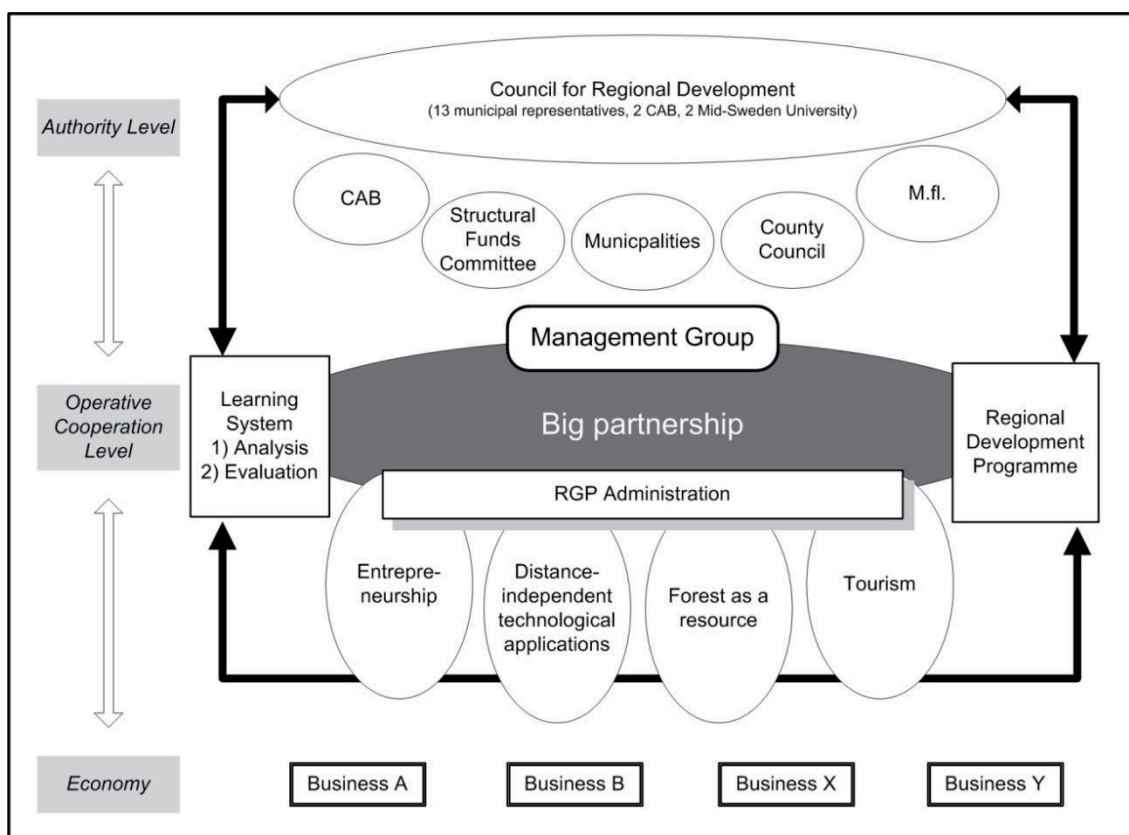 Council for Regional Development
(13 municipal representatives, 2 CAB, 2 Mid-Sweden University)
Authority Level
CAB
Structural
Funds
Committee
Municpalities
County
Council
M.fl.
Management Group
Operative
Cooperation
Level
Learning
System
1) Analysis
2) Evaluation
Big partnership
Regional
Development
Programme
RGP Administration
Entrepre-
neurship
Distance-
independent
technological
applications
Forest as a
resource
Tourism
Economy
Business A
Business B
Business X
Business Y